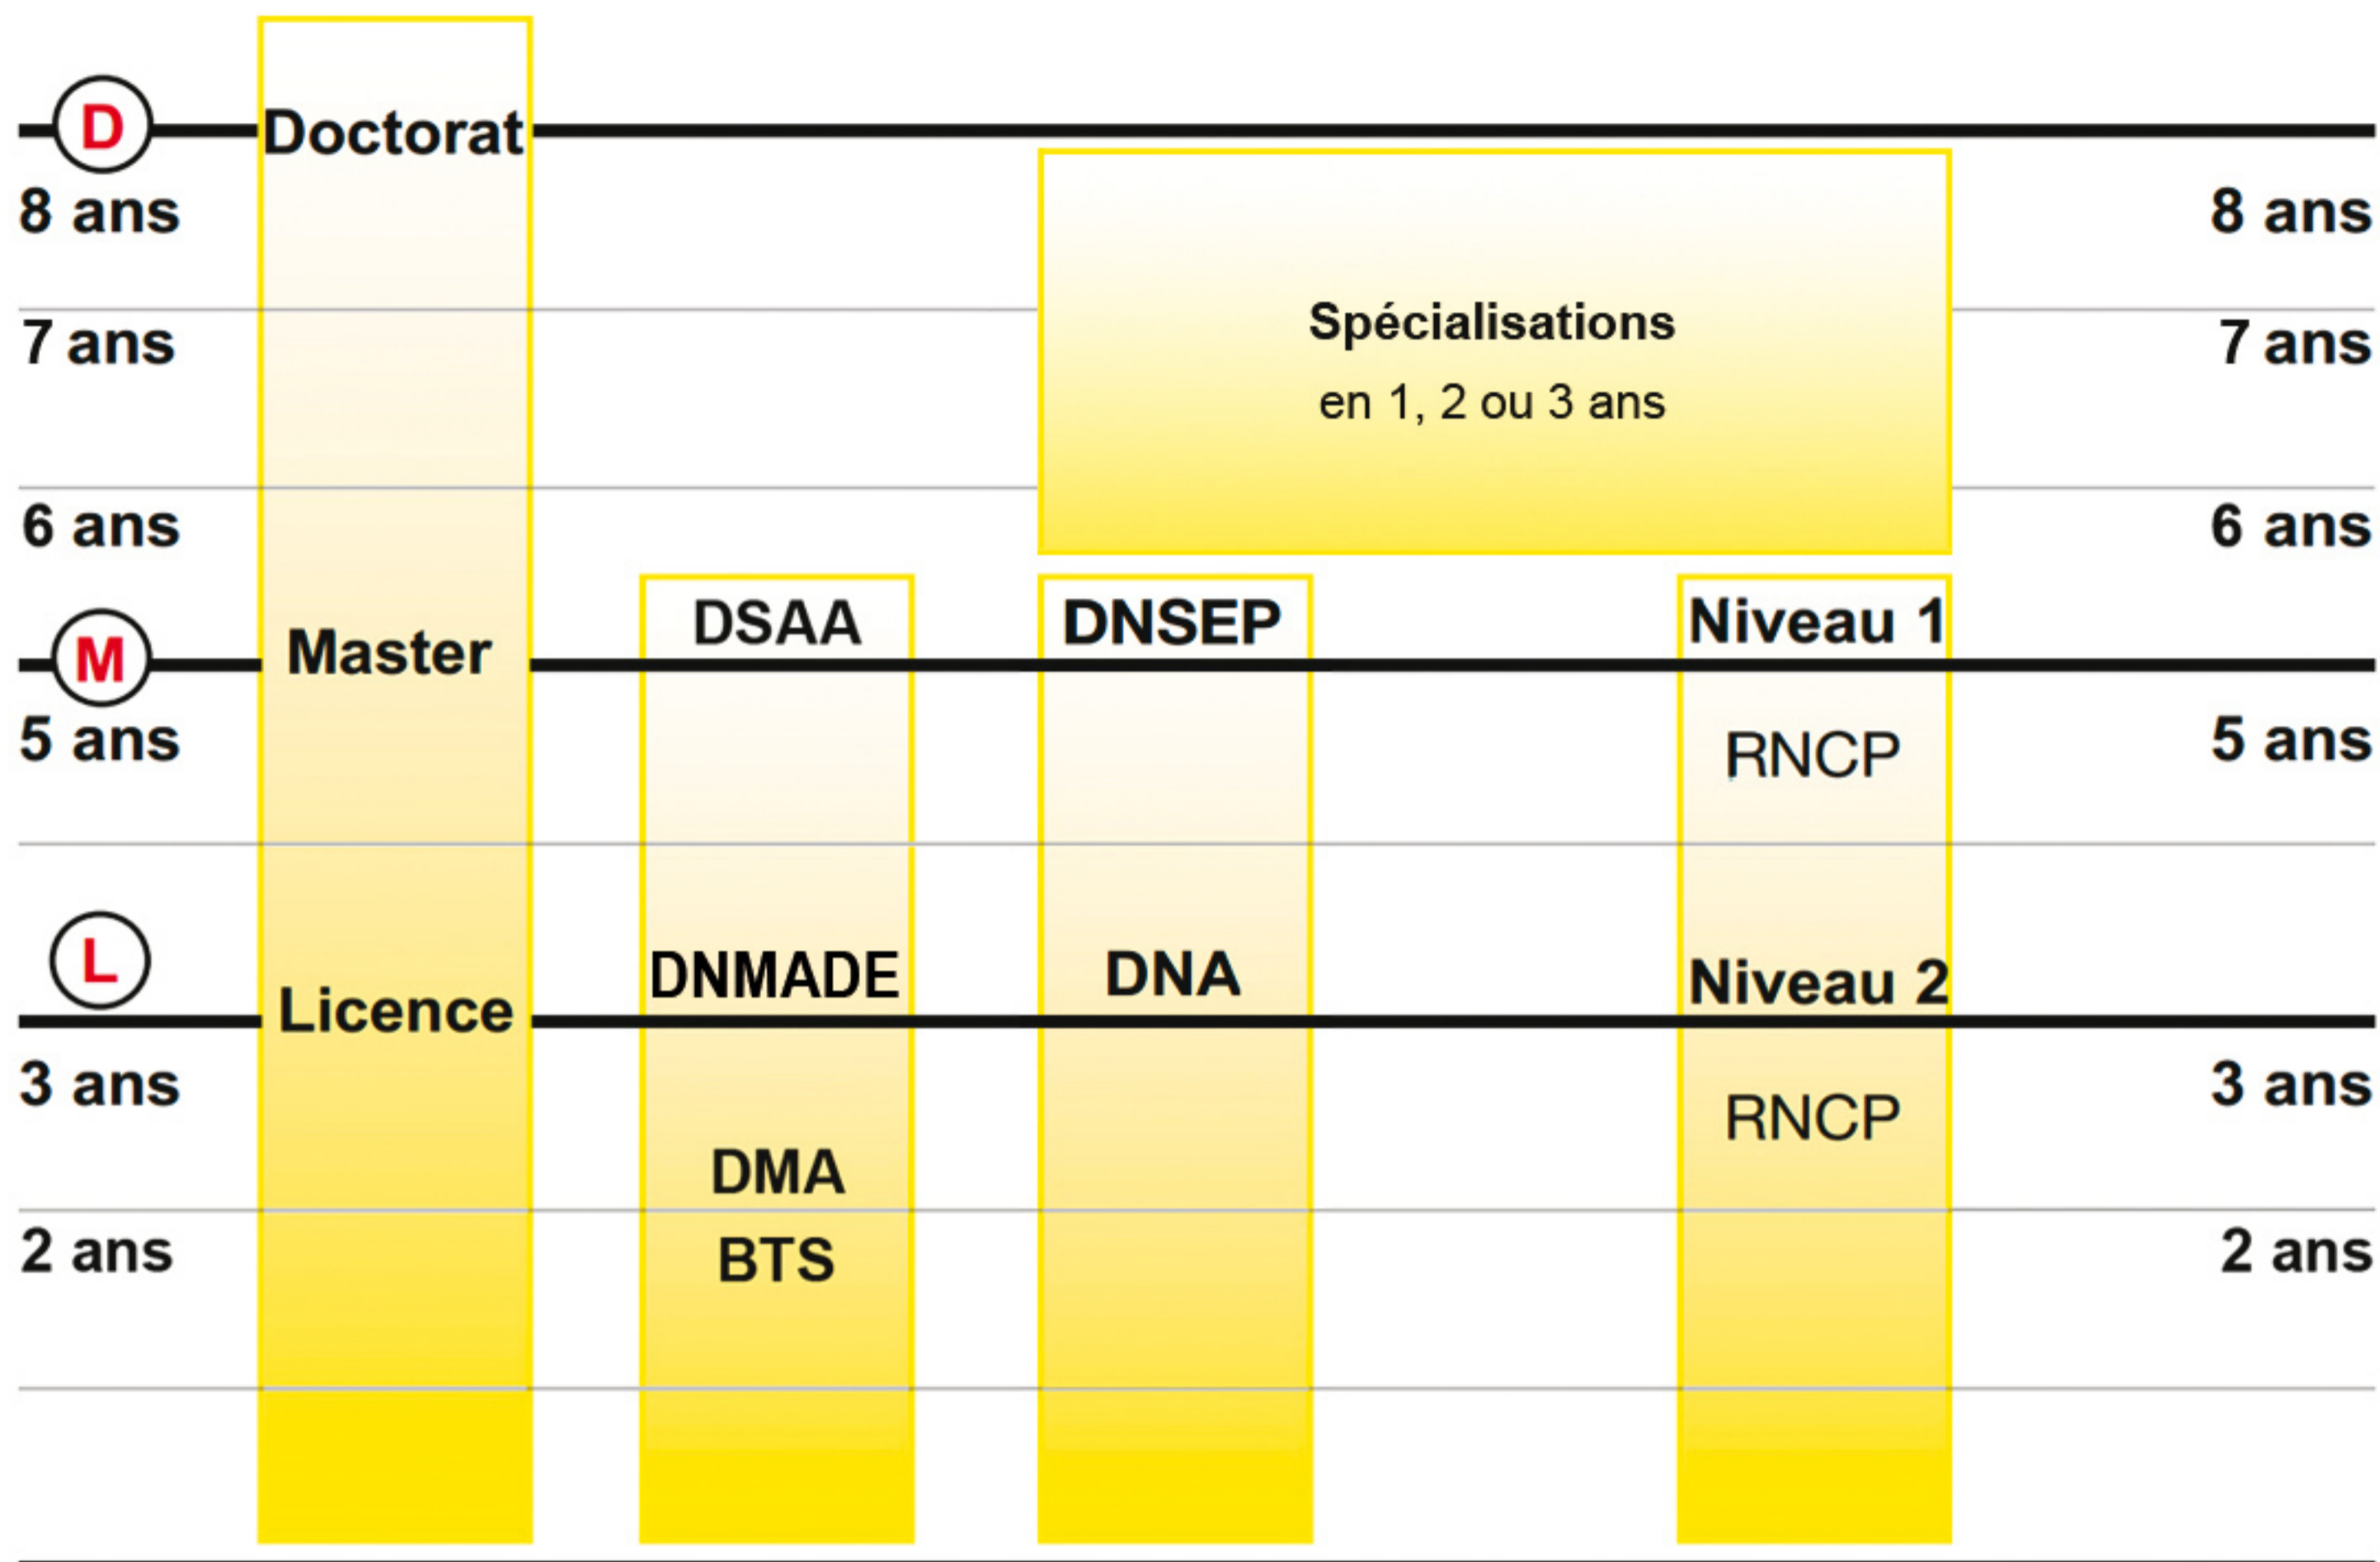 D
Doctorat
8 ans
8 ans
Spécialisations
7 ans
7 ans
en 1, 2 ou 3 ans
6 ans
6 ans
DSAA
DNSEP
Niveau 1
M
Master
5 ans
RNCP
5 ans
L
DNMADE
DNA
Niveau 2
Licence
3 ans
RNCP
3 ans
DMA
2 ans
BTS
2 ans